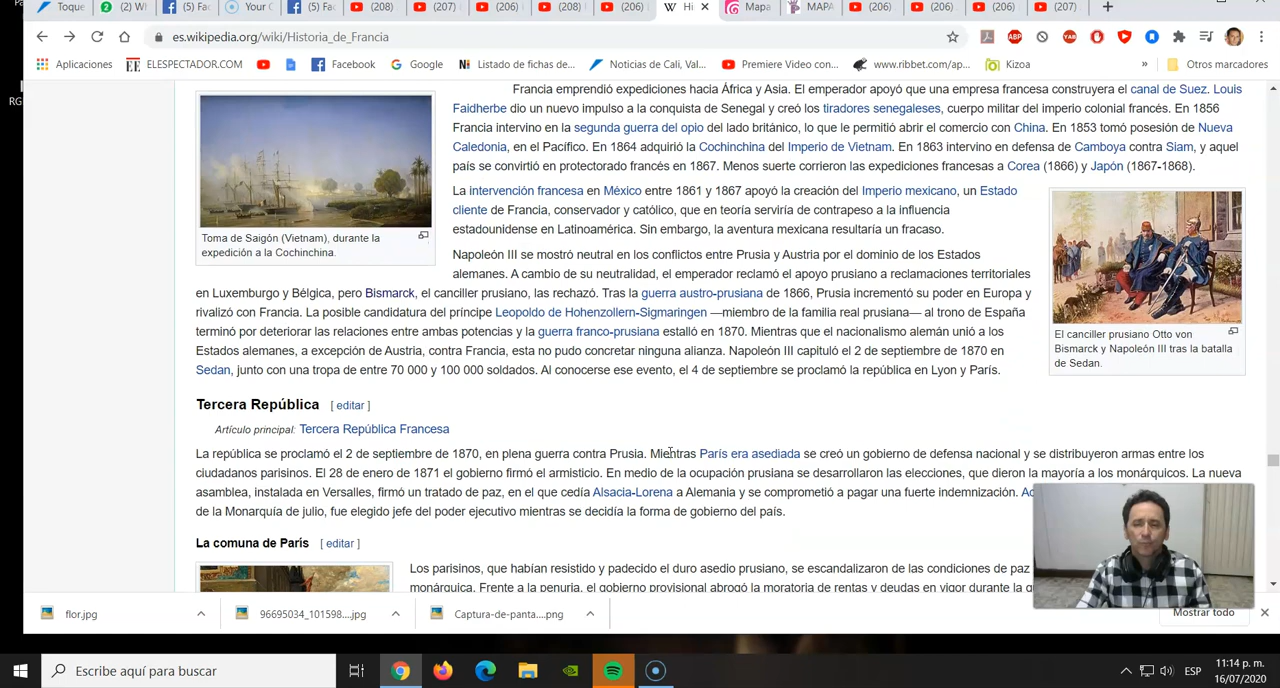 Toque
(2) Wh
(5) Fac
Your C
(5) Fac
(208)
(207)
(206)
(208)
(206)
Hi
Mapa
MAPA
(206)
(206)
(206)
(207)
es.wikipedia.org/wiki/Historia_de_Francia
Aplicaciones
ELESPECTADOR.COM
Facebook
Google
Listado de fichas de...
Noticias de Cali, Val...
Premiere Video con...
www.ribbet.com/ap...
Kizoa
»
Otros marcadores
Francia emprendió expediciones hacia África y Asia. El emperador apoyó que una empresa francesa construyera el canal de Suez. Louis
Faidherbe dio un nuevo impulso a la conquista de Senegal y creó los tiradores senegaleses, cuerpo militar del imperio colonial francés. En 1856
Francia intervino en la segunda guerra del opio del lado británico, lo que le permitió abrir el comercio con China. En 1853 tomó posesión de Nueva
Caledonia, en el Pacífico. En 1864 adquirió la Cochinchina del Imperio de Vietnam. En 1863 intervino en defensa de Camboya contra Siam, y aquel
país se convirtió en protectorado francés en 1867. Menos suerte corrieron las expediciones francesas a Corea (1866) y Japón (1867-1868).
Toma de Saigón (Vietnam), durante la
expedición a la Cochinchina.
La intervención francesa en México entre 1861 y 1867 apoyó la creación del Imperio mexicano, un Estado
cliente de Francia, conservador y católico, que en teoría serviría de contrapeso a la influencia
estadounidense en Latinoamérica. Sin embargo, la aventura mexicana resultaría un fracaso.
Napoleón III se mostró neutral en los conflictos entre Prusia y Austria por el dominio de los Estados
alemanes. A cambio de su neutralidad, el emperador reclamó el apoyo prusiano a reclamaciones territoriales
en Luxemburgo y Bélgica, pero Bismarck, el canciller prusiano, las rechazó. Tras la guerra austro-prusiana de 1866, Prusia incrementó su poder en Europa y
rivalizó con Francia. La posible candidatura del príncipe Leopoldo de Hohenzollern-Sigmaringen —miembro de la familia real prusiana— al trono de España
terminó por deteriorar las relaciones entre ambas potencias y la guerra franco-prusiana estalló en 1870. Mientras que el nacionalismo alemán unió a los
Estados alemanes, a excepción de Austria, contra Francia, esta no pudo concretar ninguna alianza. Napoleón III capituló el 2 de septiembre de 1870 en
Sedan, junto con una tropa de entre 70 000 y 100 000 soldados. Al conocerse ese evento, el 4 de septiembre se proclamó la república en Lyon y París.
El canciller prusiano Otto von
Bismarck y Napoleón III tras la batalla
de Sedan.
Tercera República [ editar ]
Artículo principal: Tercera República Francesa
La república se proclamó el 2 de septiembre de 1870, en plena guerra contra Prusia. Mientras París era asediada se creó un gobierno de defensa nacional y se distribuyeron armas entre los
ciudadanos parisinos. El 28 de enero de 1871 el gobierno firmó el armisticio. En medio de la ocupación prusiana se desarrollaron las elecciones, que dieron la mayoría a los monárquicos. La nueva
asamblea, instalada en Versalles, firmó un tratado de paz, en el que cedía Alsacia-Lorena a Alemania y se comprometió a pagar una fuerte indemnización.
de la Monarquía de julio, fue elegido jefe del poder ejecutivo mientras se decidía la forma de gobierno del país.
La comuna de París [ editar ]
Los parisinos, que habían resistido y padecido el duro asedio prusiano, se escandalizaron de las condiciones de paz
monárquica. Frente a la penuria, el gobierno provisional abrogó la moratoria de rentas y deudas en vigor durante la
flor.jpg
96695034_101598....jpg
Captura-de-panta....png
Mostrar todo
Escribe aquí para buscar
ESP
11:14 p. m.
16/07/2020